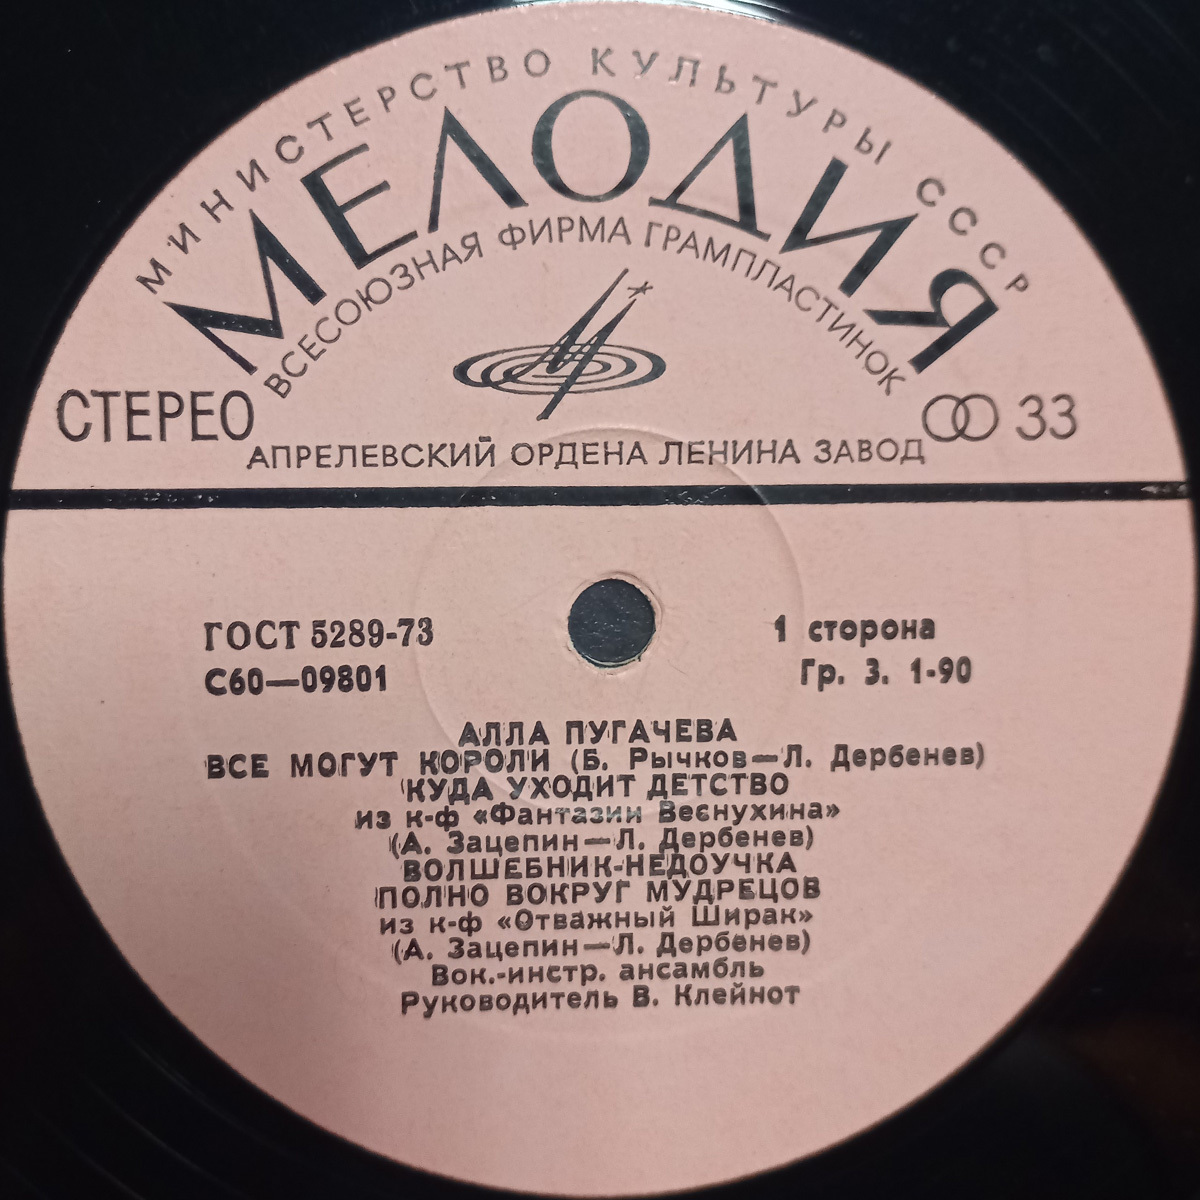 МИНИСТЕРСТВО КУЛЬТУРЫ СССР
МЕЛОДИЯ
ВСЕСОЮЗНАЯ ФИРМА ГРАМПЛАСТИНОК
СТЕРЕО
33
АПРЕЛЕВСКИЙ ОРДЕНА ЛЕНИНА ЗАВОД
ГОСТ 5289-73
1 сторона
С60—09801
Гр. 3. 1-90
АЛЛА ПУГАЧЕВА
ВСЕ МОГУТ КОРОЛИ (Б. Рычков—Л. Дербенев)
КУДА УХОДИТ ДЕТСТВО
из к-ф «Фантазии Веснухина»
(А. Зацепин—Л. Дербенев)
ВОЛШЕБНИК-НЕДОУЧКА
ПОЛНО ВОКРУГ МУДРЕЦОВ
из к-ф «Отважный Ширак»
(А. Зацепин—Л. Дербенев)
Вок.-инстр. ансамбль
Руководитель В. Клейнот